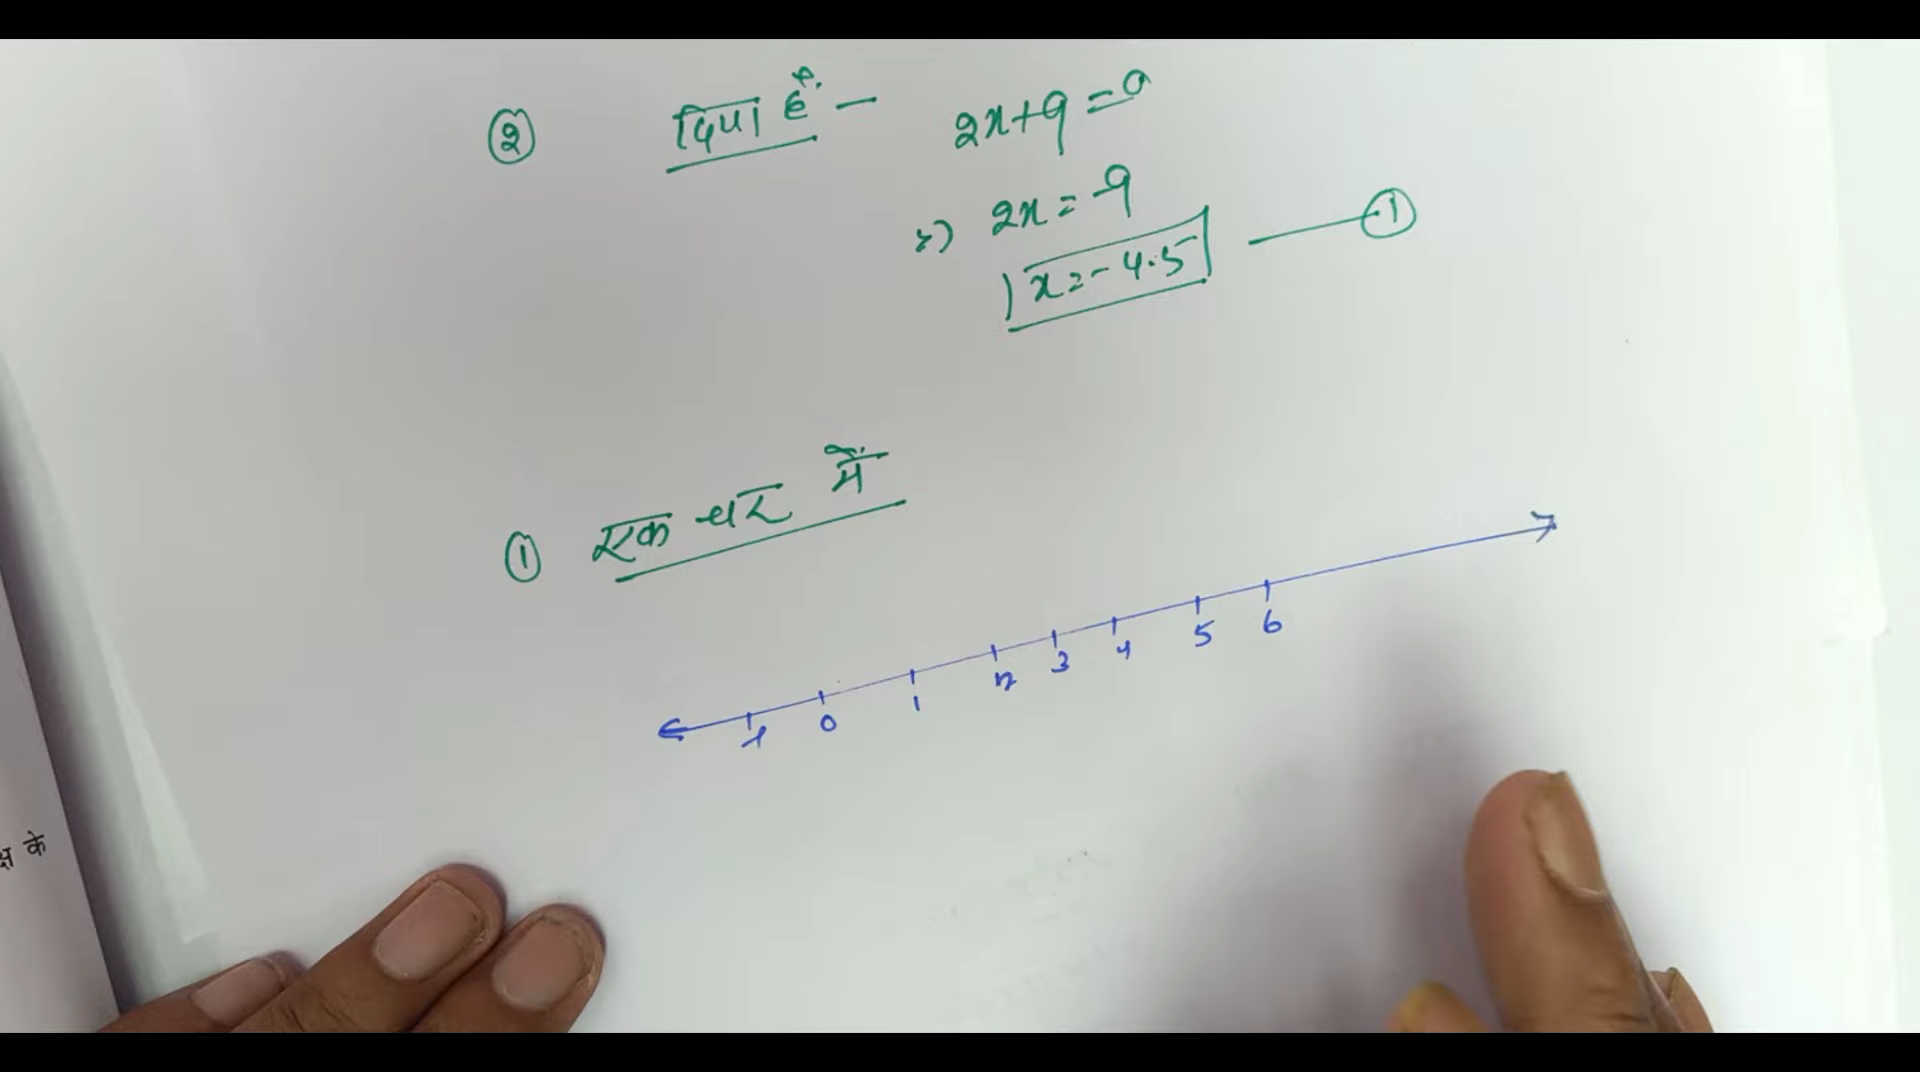 ② दिया है - 2x+9=0
⇒) 2x = -9
) x = -4.5 — ①
① एक चर में
-1 0 1 2 3 4 5 6
क्ष के